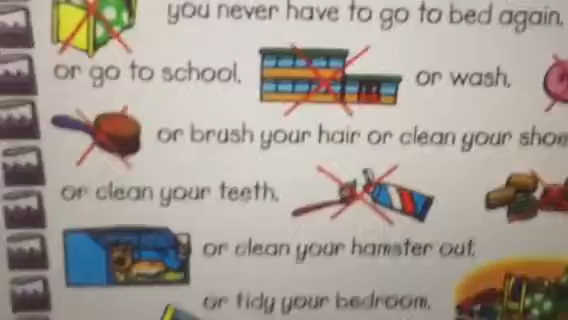 you never have to go to bed again,
or go to school, or wash,
or brush your hair or clean your shoe
or clean your teeth,
or clean your hamster out,
or tidy your bedroom,